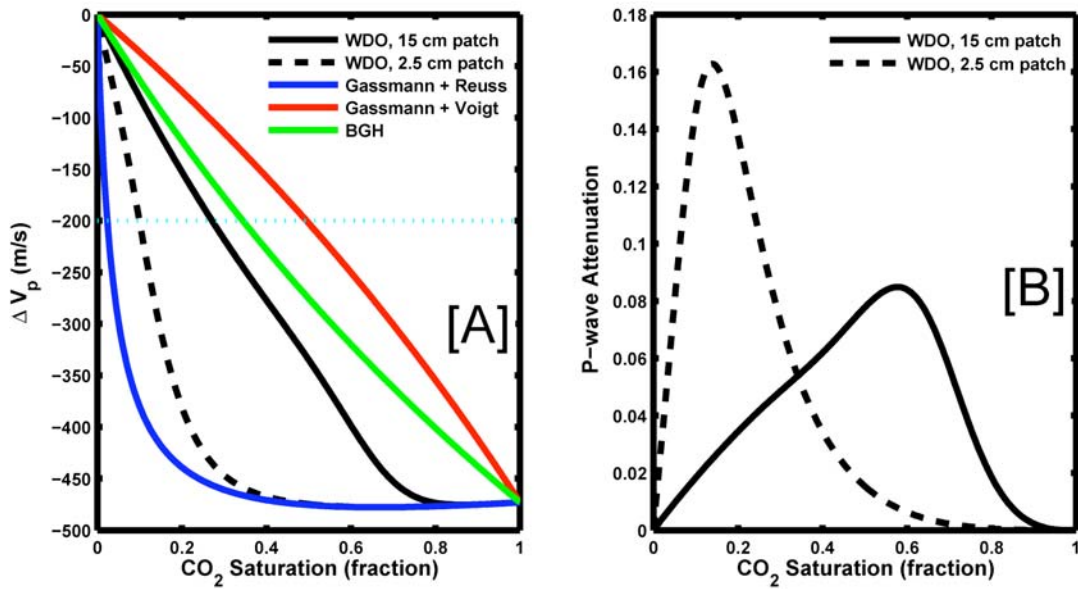 0
−50
−100
−150
−200
−250
−300
−350
−400
−450
−500
Δ Vp (m/s)
WDO, 15 cm patch
WDO, 2.5 cm patch
Gassmann + Reuss
Gassmann + Voigt
BGH
[A]
0 0.2 0.4 0.6 0.8 1
CO2 Saturation (fraction)
0.18
0.16
0.14
0.12
0.1
0.08
0.06
0.04
0.02
0
P−wave Attenuation
WDO, 15 cm patch
WDO, 2.5 cm patch
[B]
0 0.2 0.4 0.6 0.8 1
CO2 Saturation (fraction)